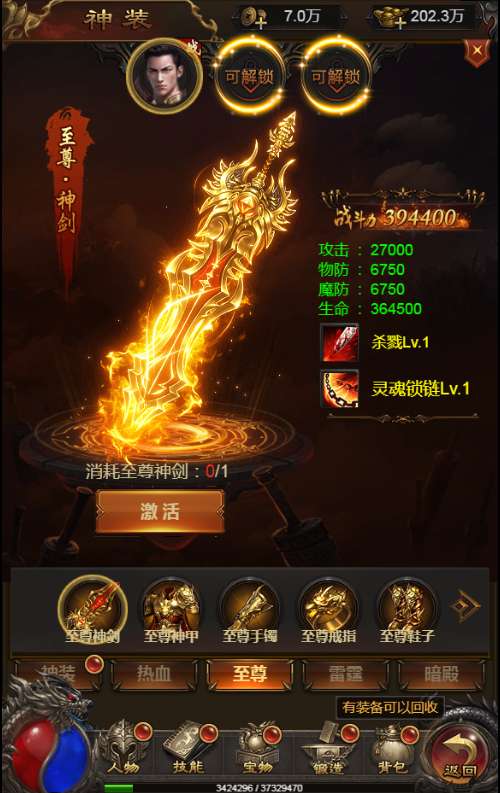 神装
7.0万
202.3万
战
可解锁
可解锁
至尊·神剑
战斗力 394400
攻击：27000
物防：6750
魔防：6750
生命：364500
杀戮Lv.1
灵魂锁链Lv.1
消耗至尊神剑：0/1
激活
至尊神剑
至尊神甲
至尊手镯
至尊戒指
至尊鞋子
神装
热血
至尊
雷霆
暗殿
有装备可以回收
人物
技能
宝物
锻造
背包
返回
3424296 / 37329470